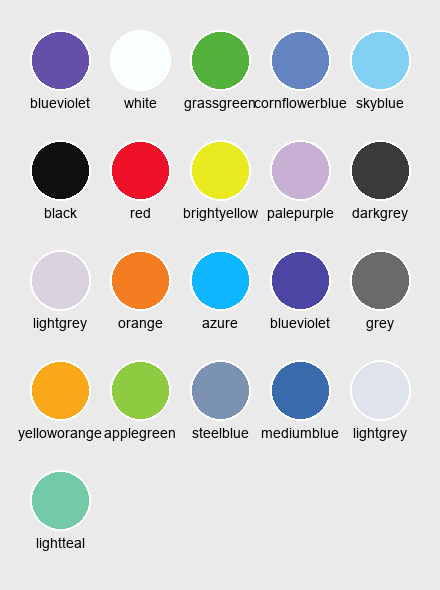 blueviolet white grassgreen cornflowerblue skyblue
black red brightyellow palepurple darkgrey
lightgrey orange azure blueviolet grey
yelloworange applegreen steelblue mediumblue lightgrey
lightteal